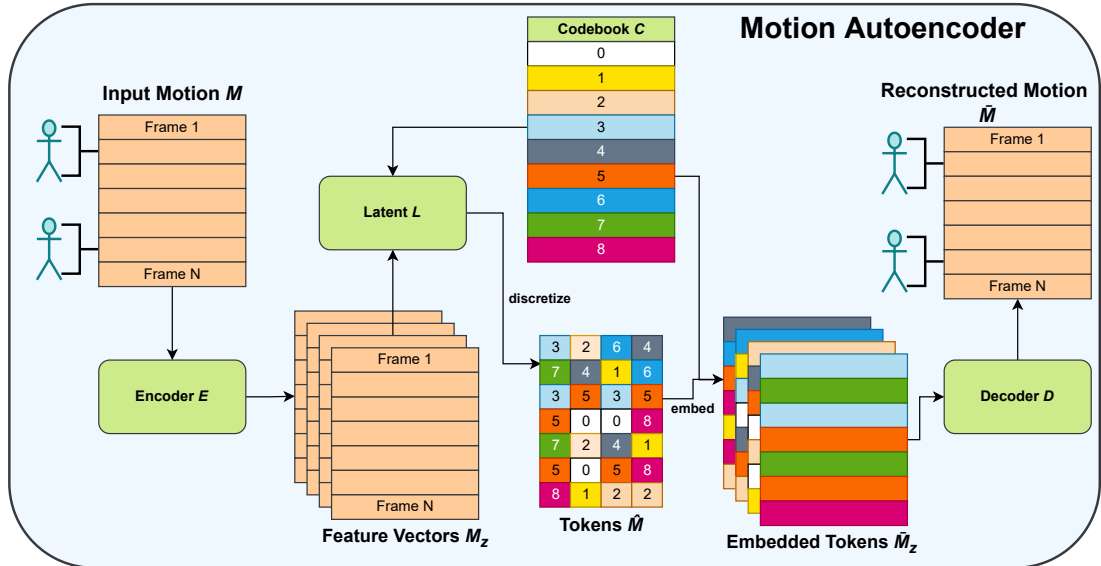 Motion Autoencoder
Codebook C
0
1
2
3
4
5
6
7
8
Input Motion M
Frame 1
Frame N
Encoder E
Latent L
discretize
Frame 1
Frame N
Feature Vectors M_z
3 2 6 4
7 4 1 6
3 5 3 5
5 0 0 8
7 2 4 1
5 0 5 8
8 1 2 2
Tokens M̂
embed
Embedded Tokens M̄_z
Decoder D
Reconstructed Motion
M̄
Frame 1
Frame N